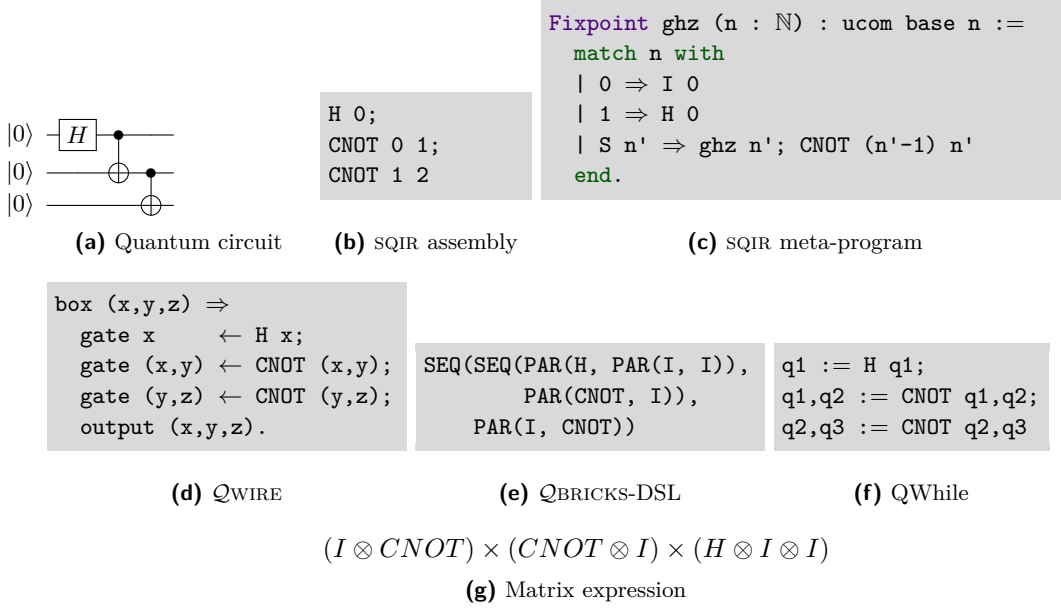 |0⟩ H
|0⟩
|0⟩
(a) Quantum circuit
H 0;
CNOT 0 1;
CNOT 1 2
(b) SQIR assembly
Fixpoint ghz (n : ℕ) : ucom base n :=
match n with
| 0 ⇒ I 0
| 1 ⇒ H 0
| S n' ⇒ ghz n'; CNOT (n'-1) n'
end.
(c) SQIR meta-program
box (x,y,z) ⇒
gate x ← H x;
gate (x,y) ← CNOT (x,y);
gate (y,z) ← CNOT (y,z);
output (x,y,z).
(d) 𝒬WIRE
SEQ(SEQ(PAR(H, PAR(I, I)),
PAR(CNOT, I)),
PAR(I, CNOT))
(e) 𝒬BRICKS-DSL
q1 := H q1;
q1,q2 := CNOT q1,q2;
q2,q3 := CNOT q2,q3
(f) QWhile
(I ⊗ CNOT) × (CNOT ⊗ I) × (H ⊗ I ⊗ I)
(g) Matrix expression